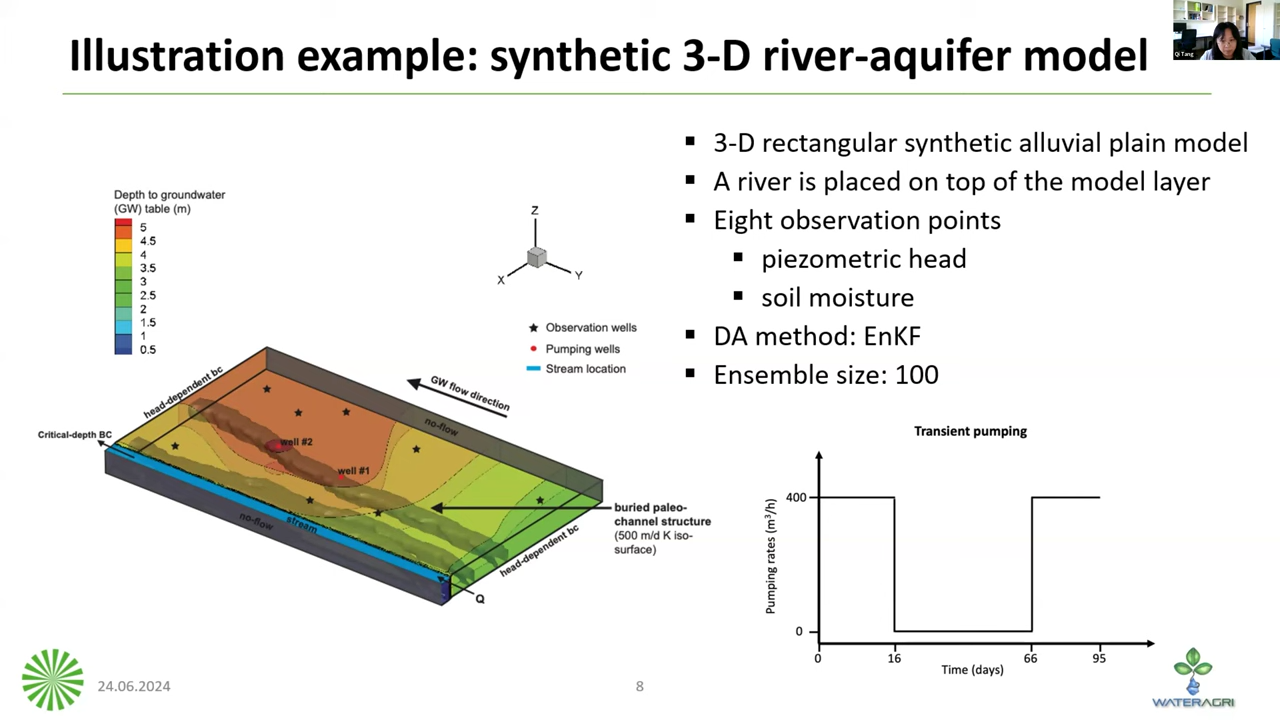 Illustration example: synthetic 3-D river-aquifer model
Qi Tang
3-D rectangular synthetic alluvial plain model
A river is placed on top of the model layer
Eight observation points
piezometric head
soil moisture
DA method: EnKF
Ensemble size: 100
Depth to groundwater
(GW) table (m)
5
4.5
4
3.5
3
2.5
2
1.5
1
0.5
Z
X
Y
Observation wells
Pumping wells
Stream location
GW flow direction
head-dependent bc
no-flow
Critical-depth BC
well #2
well #1
no-flow
stream
buried paleo-
channel structure
(500 m/d K iso-
surface)
head-dependent bc
Q
Transient pumping
Pumping rates (m³/h)
400
0
0
16
66
95
Time (days)
24.06.2024
8
WATERAGRI